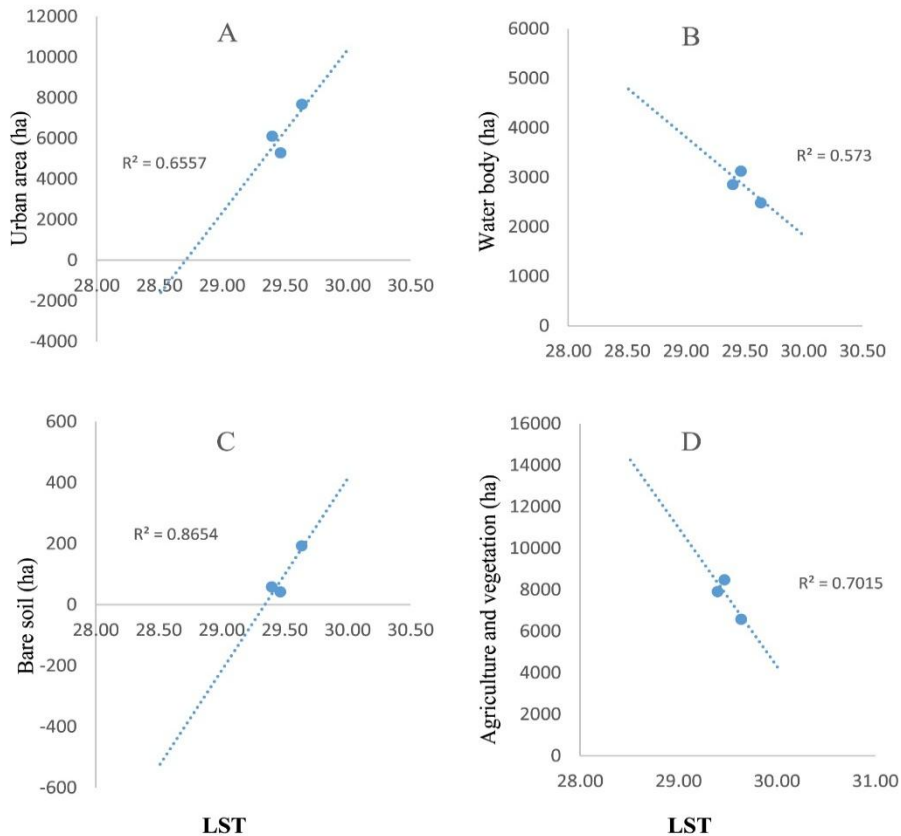 A
Urban area (ha)
12000
10000
8000
6000
4000
2000
0
-2000
-4000
R² = 0.6557
28.00 28.50 29.00 29.50 30.00 30.50
B
Water body (ha)
6000
5000
4000
3000
2000
1000
0
R² = 0.573
28.00 28.50 29.00 29.50 30.00 30.50
C
Bare soil (ha)
600
400
200
0
-200
-400
-600
R² = 0.8654
28.00 28.50 29.00 29.50 30.00 30.50
LST
D
Agriculture and vegetation (ha)
16000
14000
12000
10000
8000
6000
4000
2000
0
R² = 0.7015
28.00 29.00 30.00 31.00
LST